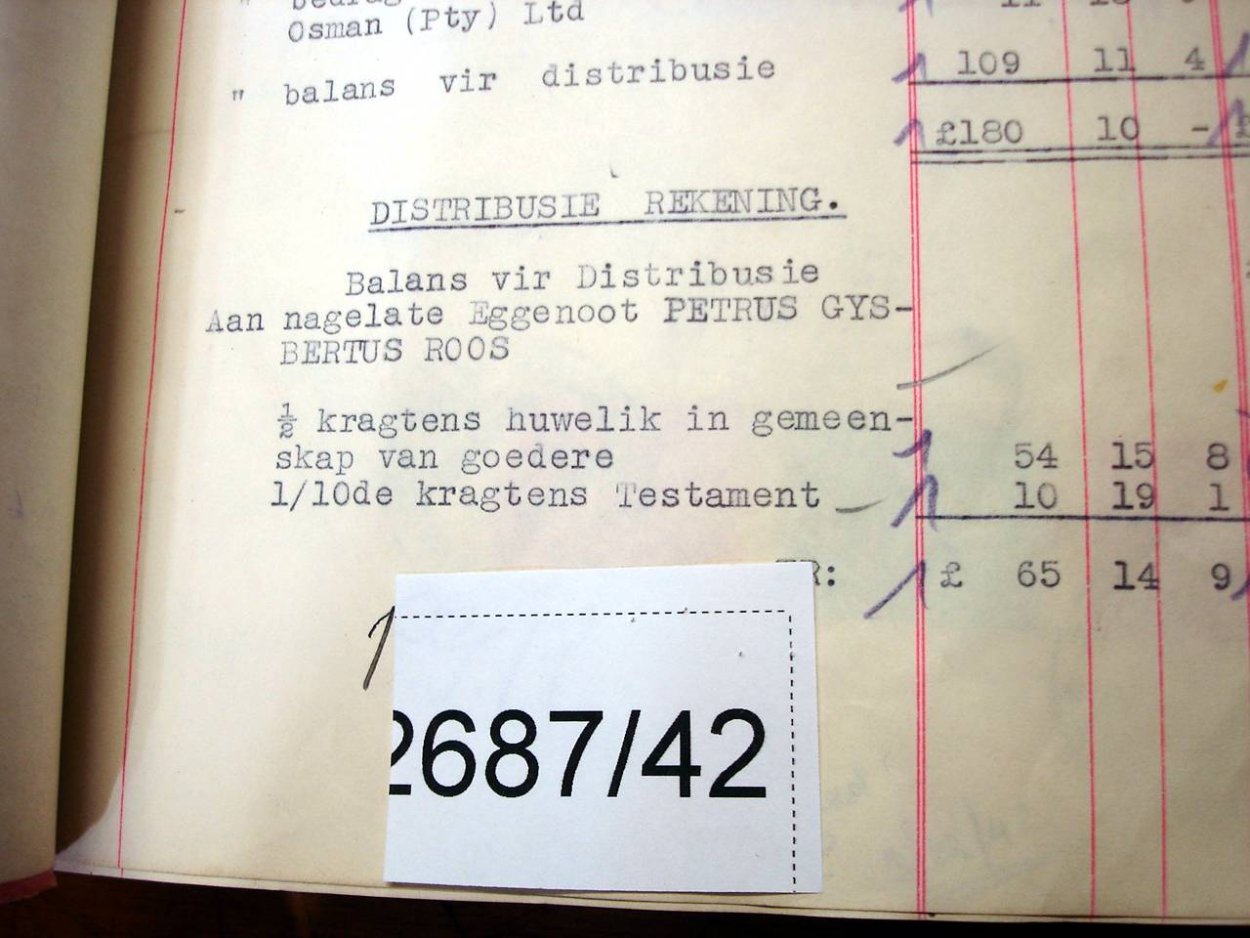 Osman (Pty) Ltd
" balans vir distribusie 109 11 4
£180 10 -
DISTRIBUSIE REKENING.
Balans vir Distribusie
Aan nagelate Eggenoot PETRUS GYS-
BERTUS ROOS
½ kragtens huwelik in gemeen-
skap van goedere 54 15 8
1/10de kragtens Testament 10 19 1
£ 65 14 9
2687/42